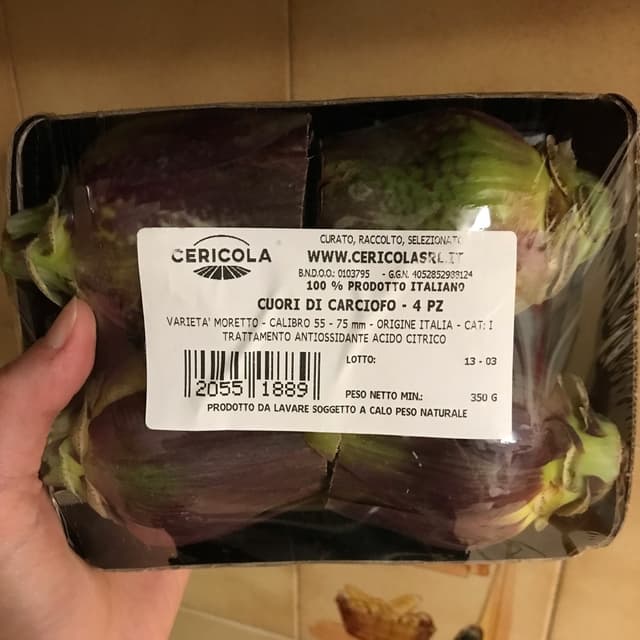 CERICOLA
CURATO, RACCOLTO, SELEZIONATO
WWW.CERICOLASRL.IT
B.N.D.O.O.: 0103795 - G.G.N. 4052852988124
100 % PRODOTTO ITALIANO
CUORI DI CARCIOFO - 4 PZ
VARIETA' MORETTO - CALIBRO 55 - 75 mm - ORIGINE ITALIA - CAT: I
TRATTAMENTO ANTIOSSIDANTE ACIDO CITRICO
LOTTO: 13 - 03
2055 1889
PESO NETTO MIN.: 350 G
PRODOTTO DA LAVARE SOGGETTO A CALO PESO NATURALE